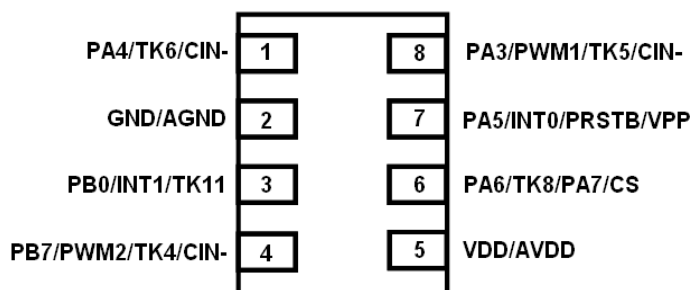 PA4/TK6/CIN- 1 8 PA3/PWM1/TK5/CIN-
GND/AGND 2 7 PA5/INT0/PRSTB/VPP
PB0/INT1/TK11 3 6 PA6/TK8/PA7/CS
PB7/PWM2/TK4/CIN- 4 5 VDD/AVDD